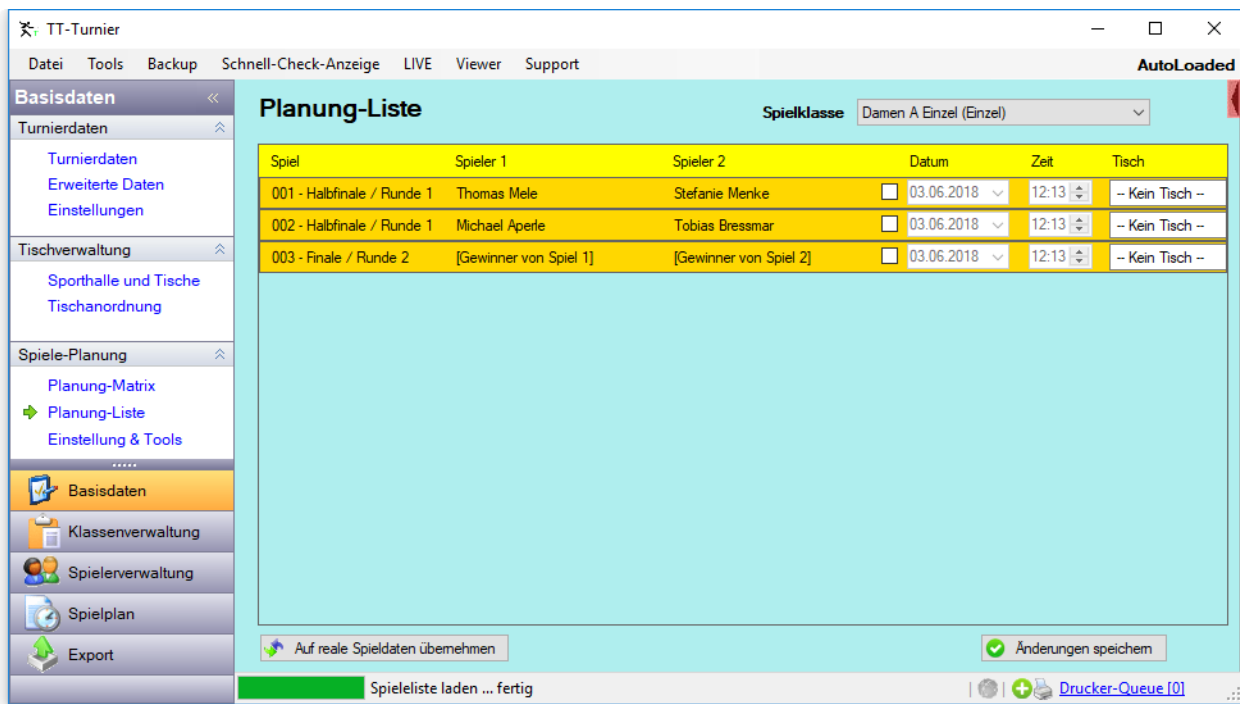 TT-Turnier
Datei Tools Backup Schnell-Check-Anzeige LIVE Viewer Support AutoLoaded
Basisdaten
Turnierdaten
Turnierdaten
Erweiterte Daten
Einstellungen
Tischverwaltung
Sporthalle und Tische
Tischanordnung
Spiele-Planung
Planung-Matrix
Planung-Liste
Einstellung & Tools
Basisdaten
Klassenverwaltung
Spielerverwaltung
Spielplan
Export
Planung-Liste Spielklasse Damen A Einzel (Einzel)
Spiel Spieler 1 Spieler 2 Datum Zeit Tisch
001 - Halbfinale / Runde 1 Thomas Mele Stefanie Menke 03.06.2018 12:13 -- Kein Tisch --
002 - Halbfinale / Runde 1 Michael Aperle Tobias Bressmar 03.06.2018 12:13 -- Kein Tisch --
003 - Finale / Runde 2 [Gewinner von Spiel 1] [Gewinner von Spiel 2] 03.06.2018 12:13 -- Kein Tisch --
Auf reale Spieldaten übernehmen Änderungen speichern
Spieleliste laden ... fertig Drucker-Queue [0]